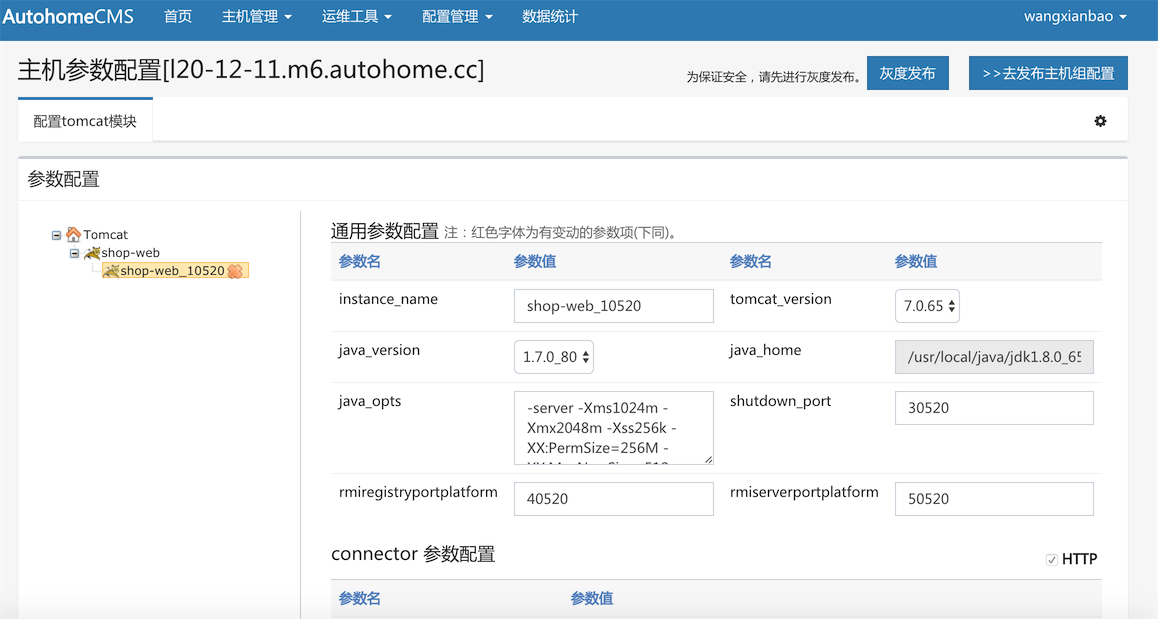 AutohomeCMS 首页 主机管理 运维工具 配置管理 数据统计 wangxianbao
主机参数配置[l20-12-11.m6.autohome.cc]
为保证安全，请先进行灰度发布。 灰度发布 >>去发布主机组配置
配置tomcat模块
参数配置
Tomcat
shop-web
shop-web_10520
通用参数配置 注：红色字体为有变动的参数项(下同)。
参数名 参数值 参数名 参数值
instance_name shop-web_10520 tomcat_version 7.0.65
java_version 1.7.0_80 java_home /usr/local/java/jdk1.8.0_65
java_opts -server -Xms1024m - shutdown_port 30520
Xmx2048m -Xss256k -
XX:PermSize=256M -
rmiregistryportplatform 40520 rmiserverportplatform 50520
connector 参数配置 HTTP
参数名 参数值